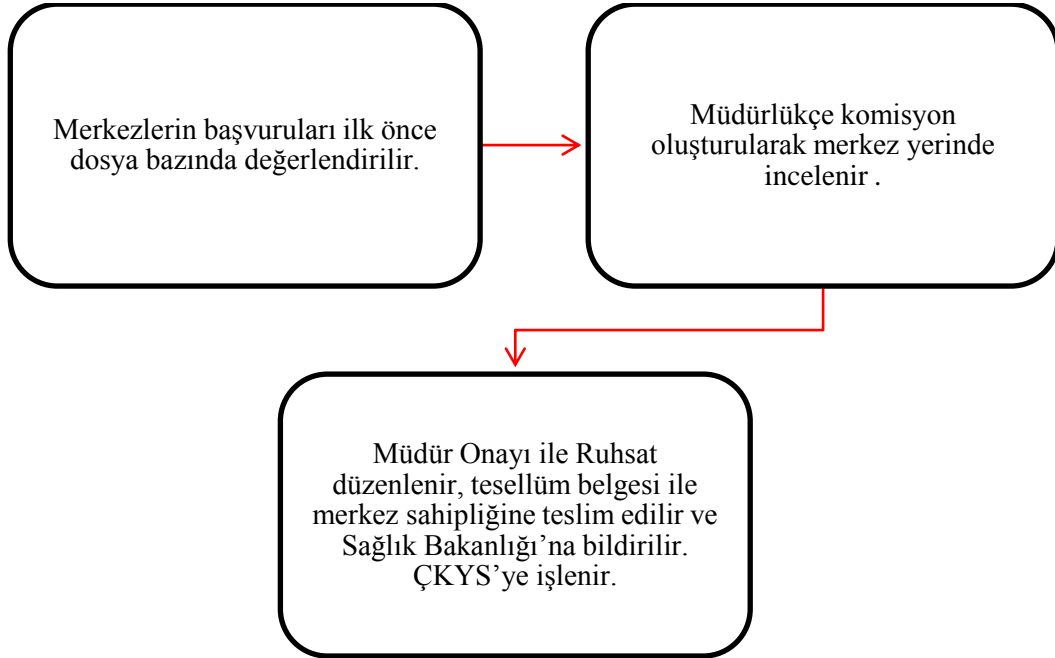 Merkezlerin başvuruları ilk önce
dosya bazında değerlendirilir.
Müdürlükçe komisyon
oluşturularak merkez yerinde
incelenir .
Müdür Onayı ile Ruhsat
düzenlenir, tesellüm belgesi ile
merkez sahipliğine teslim edilir ve
Sağlık Bakanlığı’na bildirilir.
ÇKYS’ye işlenir.